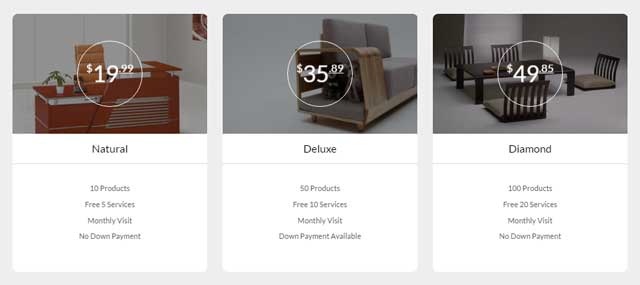 $19.99
Natural
10 Products
Free 5 Services
Monthly Visit
No Down Payment
$35.89
Deluxe
50 Products
Free 10 Services
Monthly Visit
Down Payment Available
$49.85
Diamond
100 Products
Free 20 Services
Monthly Visit
No Down Payment